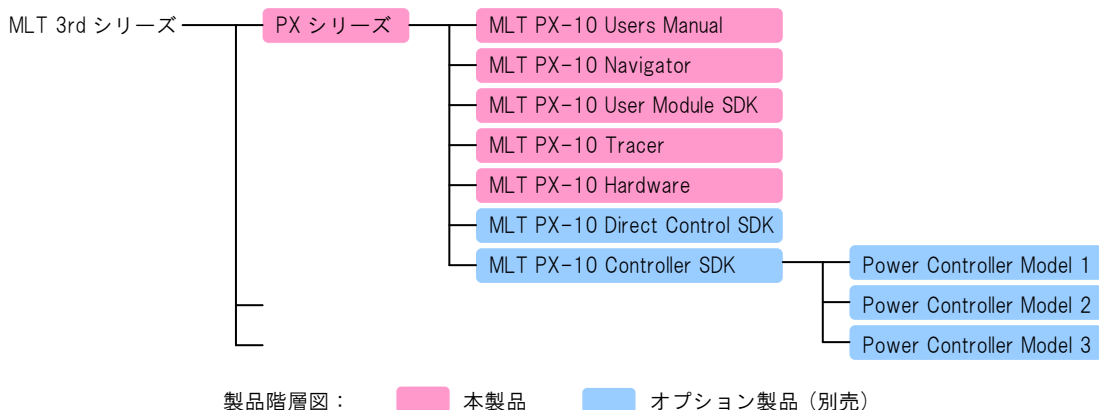 MLT 3rd シリーズ
PX シリーズ
MLT PX-10 Users Manual
MLT PX-10 Navigator
MLT PX-10 User Module SDK
MLT PX-10 Tracer
MLT PX-10 Hardware
MLT PX-10 Direct Control SDK
MLT PX-10 Controller SDK
Power Controller Model 1
Power Controller Model 2
Power Controller Model 3
製品階層図：
本製品
オプション製品（別売）